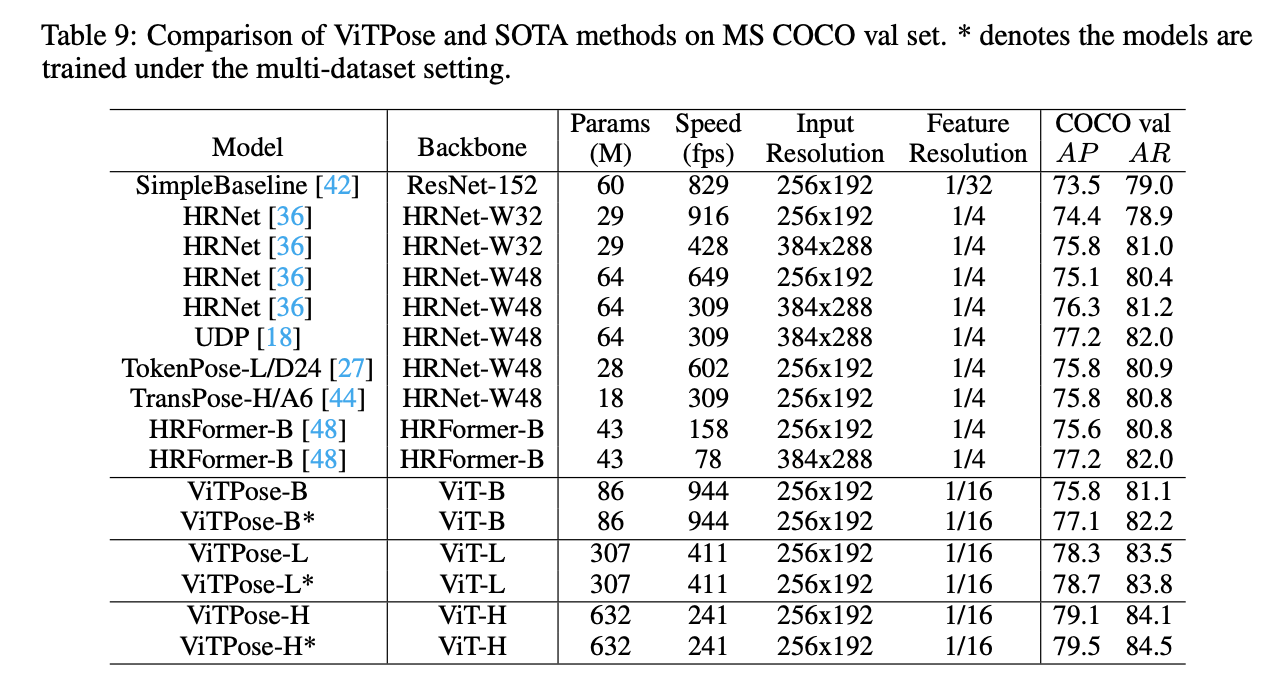 Table 9: Comparison of ViTPose and SOTA methods on MS COCO val set. * denotes the models are
trained under the multi-dataset setting.
Model Backbone Params (M) Speed (fps) Input Resolution Feature Resolution COCO val AP AR
SimpleBaseline [42] ResNet-152 60 829 256x192 1/32 73.5 79.0
HRNet [36] HRNet-W32 29 916 256x192 1/4 74.4 78.9
HRNet [36] HRNet-W32 29 428 384x288 1/4 75.8 81.0
HRNet [36] HRNet-W48 64 649 256x192 1/4 75.1 80.4
HRNet [36] HRNet-W48 64 309 384x288 1/4 76.3 81.2
UDP [18] HRNet-W48 64 309 384x288 1/4 77.2 82.0
TokenPose-L/D24 [27] HRNet-W48 28 602 256x192 1/4 75.8 80.9
TransPose-H/A6 [44] HRNet-W48 18 309 256x192 1/4 75.8 80.8
HRFormer-B [48] HRFormer-B 43 158 256x192 1/4 75.6 80.8
HRFormer-B [48] HRFormer-B 43 78 384x288 1/4 77.2 82.0
ViTPose-B ViT-B 86 944 256x192 1/16 75.8 81.1
ViTPose-B* ViT-B 86 944 256x192 1/16 77.1 82.2
ViTPose-L ViT-L 307 411 256x192 1/16 78.3 83.5
ViTPose-L* ViT-L 307 411 256x192 1/16 78.7 83.8
ViTPose-H ViT-H 632 241 256x192 1/16 79.1 84.1
ViTPose-H* ViT-H 632 241 256x192 1/16 79.5 84.5